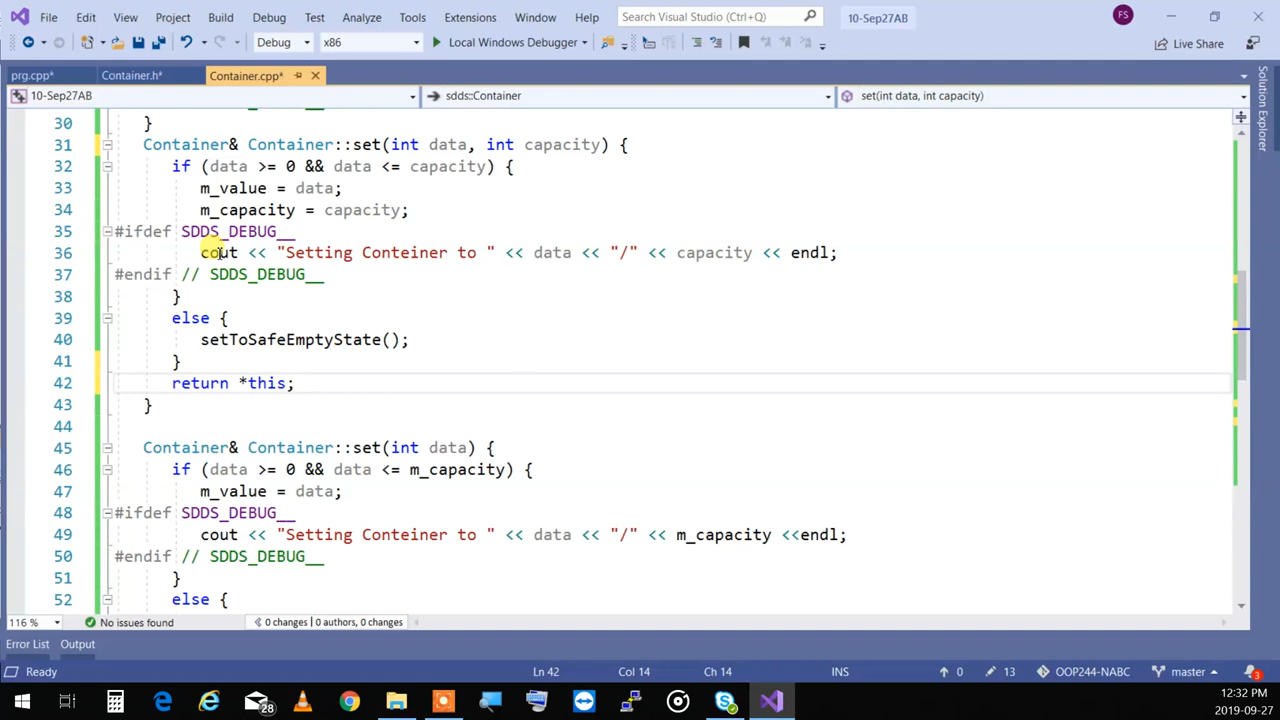 File Edit View Project Build Debug Test Analyze Tools Extensions Window Help Search Visual Studio (Ctrl+Q) 10-Sep27AB FS
Debug x86 Local Windows Debugger Live Share
prg.cpp* Container.h* Container.cpp*
10-Sep27AB sdds::Container set(int data, int capacity)
30 }
31 Container& Container::set(int data, int capacity) {
32 if (data >= 0 && data <= capacity) {
33 m_value = data;
34 m_capacity = capacity;
35 #ifdef SDDS_DEBUG__
36 cout << "Setting Conteiner to " << data << "/" << capacity << endl;
37 #endif // SDDS_DEBUG__
38 }
39 else {
40 setToSafeEmptyState();
41 }
42 return *this;
43 }
44
45 Container& Container::set(int data) {
46 if (data >= 0 && data <= m_capacity) {
47 m_value = data;
48 #ifdef SDDS_DEBUG__
49 cout << "Setting Conteiner to " << data << "/" << m_capacity <<endl;
50 #endif // SDDS_DEBUG__
51 }
52 else {
Solution Explorer
116 % No issues found 0 changes | 0 authors, 0 changes
Error List Output
Ready Ln 42 Col 14 Ch 14 INS 0 13 OOP244-NABC master 3
28
12:32 PM
2019-09-27